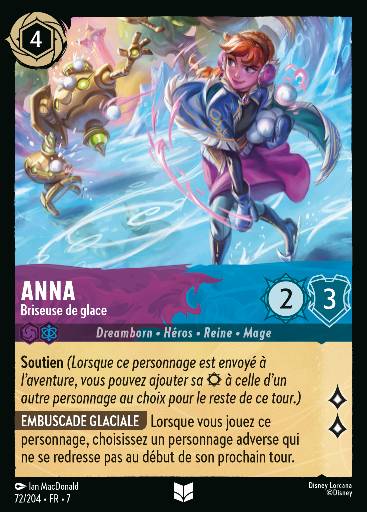 4
ANNA
Briseuse de glace
2
3
Dreamborn • Héros • Reine • Mage
Soutien (Lorsque ce personnage est envoyé à
l'aventure, vous pouvez ajouter sa ¤ à celle d'un
autre personnage au choix pour le reste de ce tour.)
EMBUSCADE GLACIALE Lorsque vous jouez ce
personnage, choisissez un personnage adverse qui
ne se redresse pas au début de son prochain tour.
Ian MacDonald
72/204 • FR • 7
Disney Lorcana
©Disney